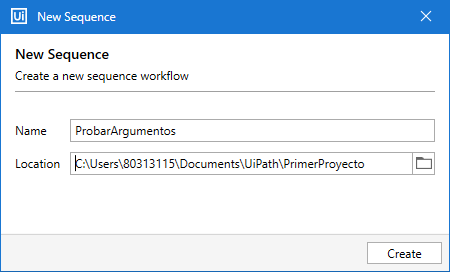 Ui New Sequence
New Sequence
Create a new sequence workflow
Name ProbarArgumentos
Location C:\Users\80313115\Documents\UiPath\PrimerProyecto
Create